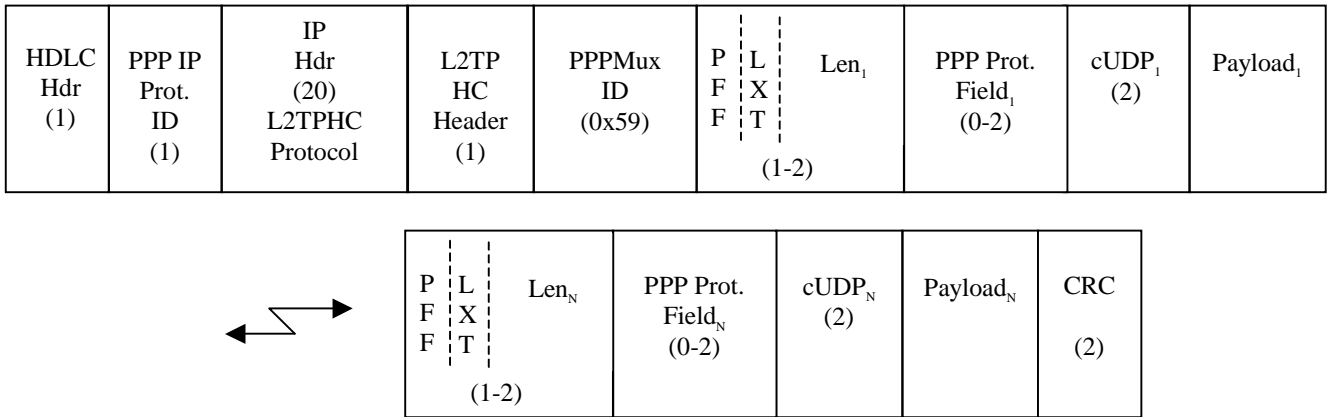 HDLC
Hdr
(1)
PPP IP
Prot.
ID
(1)
IP
Hdr
(20)
L2TPHC
Protocol
L2TP
HC
Header
(1)
PPPMux
ID
(0x59)
P
F
F
L
X
T
Len₁
(1-2)
PPP Prot.
Field₁
(0-2)
cUDP₁
(2)
Payload₁
P
F
F
L
X
T
Lenₙ
(1-2)
PPP Prot.
Fieldₙ
(0-2)
cUDPₙ
(2)
Payloadₙ
CRC
(2)